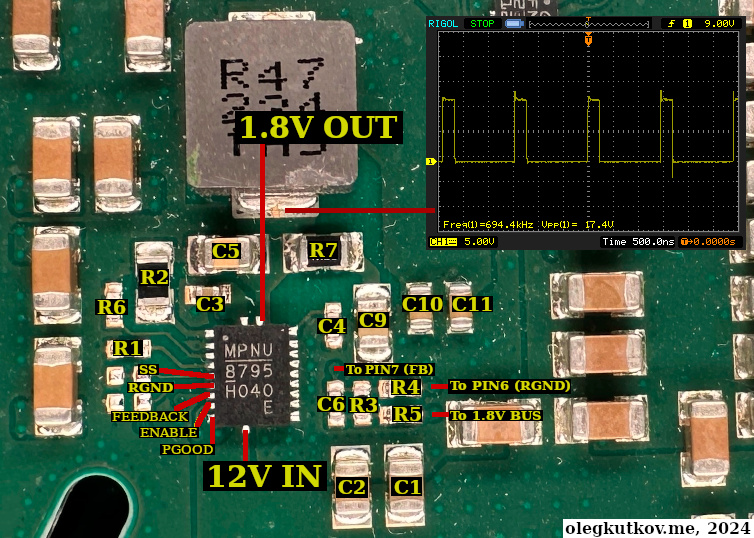 RIGOL STOP T f 1 9.00V
T
1
Freq(1)=694.4kHz Vpp(1)= 17.4V
CH1 5.00V Time 500.0ns T→0.0000s
R47
1.8V OUT
C5
R7
R2
C3
R6
C4
C9
C10
C11
R1
MPNU
8795
H040
E
SS
RGND
FEEDBACK
ENABLE
PGOOD
12V IN
To PIN7 (FB)
R4
To PIN6 (RGND)
C6
R3
R5
To 1.8V BUS
C2
C1
olegkutkov.me, 2024